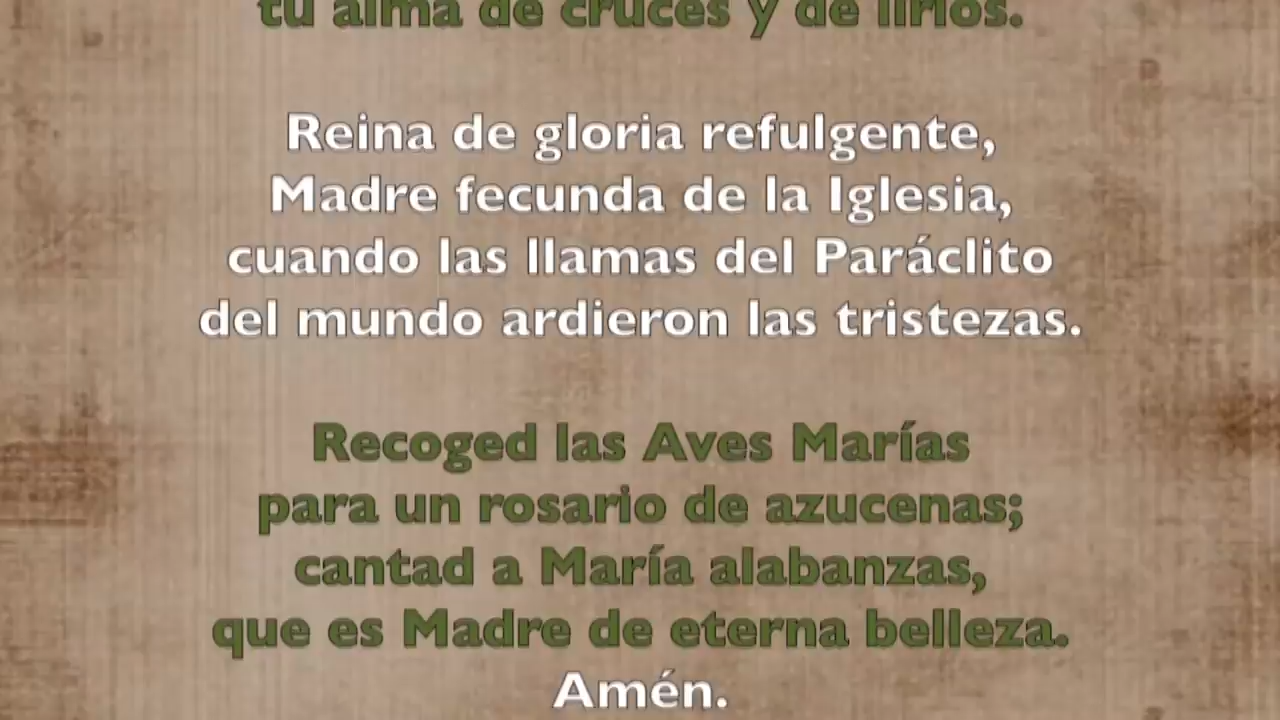 tu alma de cruces y de lirios.
Reina de gloria refulgente,
Madre fecunda de la Iglesia,
cuando las llamas del Paráclito
del mundo ardieron las tristezas.
Recoged las Aves Marías
para un rosario de azucenas;
cantad a María alabanzas,
que es Madre de eterna belleza.
Amén.